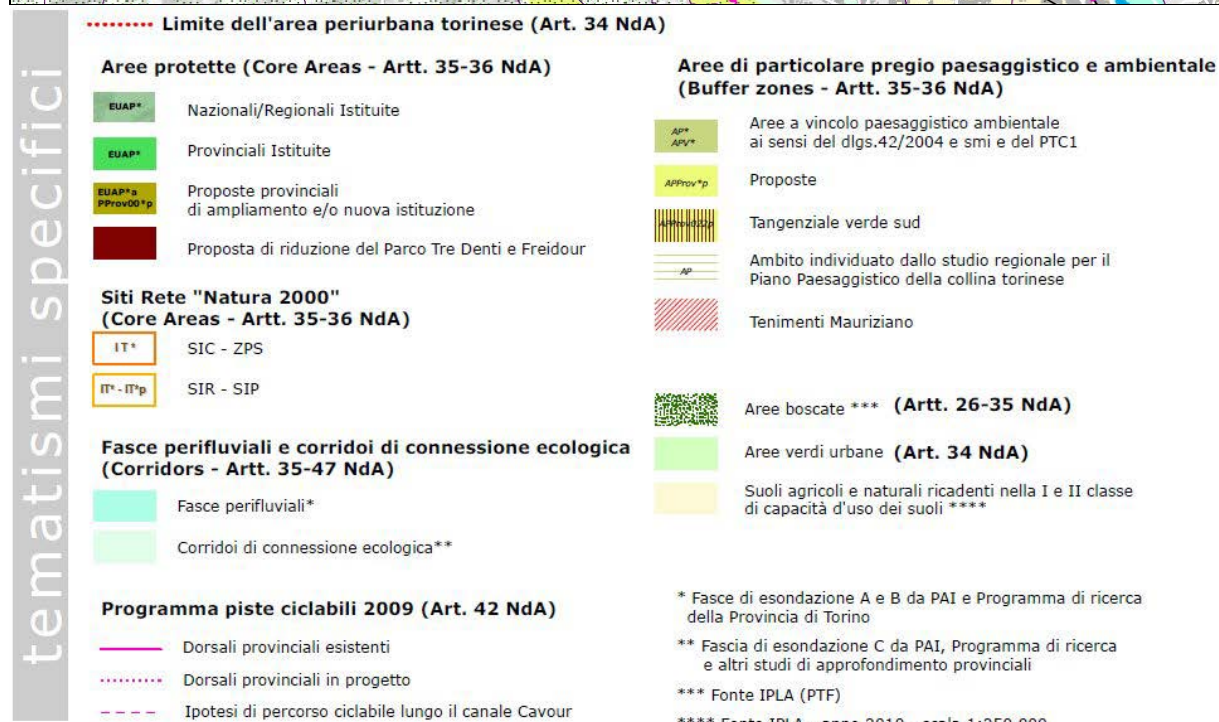 tematismi specifici
Limite dell'area periurbana torinese (Art. 34 NdA)
Aree protette (Core Areas - Artt. 35-36 NdA)
EUAP*
Nazionali/Regionali Istituite
EUAP*
Provinciali Istituite
EUAP*a
PProv00*p
Proposte provinciali
di ampliamento e/o nuova istituzione
Proposta di riduzione del Parco Tre Denti e Freidour
Siti Rete "Natura 2000"
(Core Areas - Artt. 35-36 NdA)
IT*
SIC - ZPS
IT* - IT*p
SIR - SIP
Fasce perifluviali e corridoi di connessione ecologica
(Corridors - Artt. 35-47 NdA)
Fasce perifluviali*
Corridoi di connessione ecologica**
Programma piste ciclabili 2009 (Art. 42 NdA)
Dorsali provinciali esistenti
Dorsali provinciali in progetto
Ipotesi di percorso ciclabile lungo il canale Cavour
Aree di particolare pregio paesaggistico e ambientale
(Buffer zones - Artt. 35-36 NdA)
AP*
APV*
Aree a vincolo paesaggistico ambientale
ai sensi del dlgs.42/2004 e smi e del PTC1
APProv*p
Proposte
APProv022p
Tangenziale verde sud
AP
Ambito individuato dallo studio regionale per il
Piano Paesaggistico della collina torinese
Tenimenti Mauriziano
Aree boscate *** (Artt. 26-35 NdA)
Aree verdi urbane (Art. 34 NdA)
Suoli agricoli e naturali ricadenti nella I e II classe
di capacità d'uso dei suoli ****
* Fasce di esondazione A e B da PAI e Programma di ricerca
della Provincia di Torino
** Fascia di esondazione C da PAI, Programma di ricerca
e altri studi di approfondimento provinciali
*** Fonte IPLA (PTF)
**** Fonte IPLA - anno 2010 - scala 1:250.000